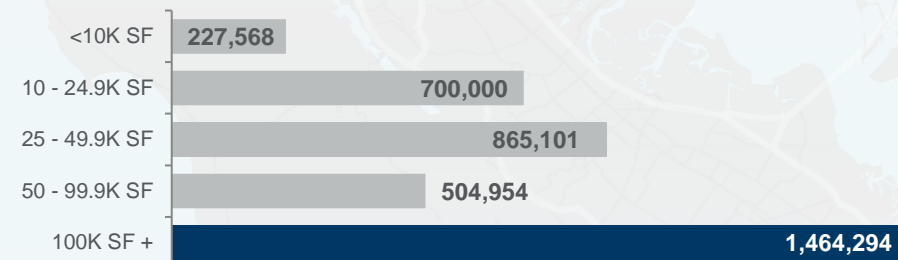 <10K SF 227,568
10 - 24.9K SF 700,000
25 - 49.9K SF 865,101
50 - 99.9K SF 504,954
100K SF + 1,464,294